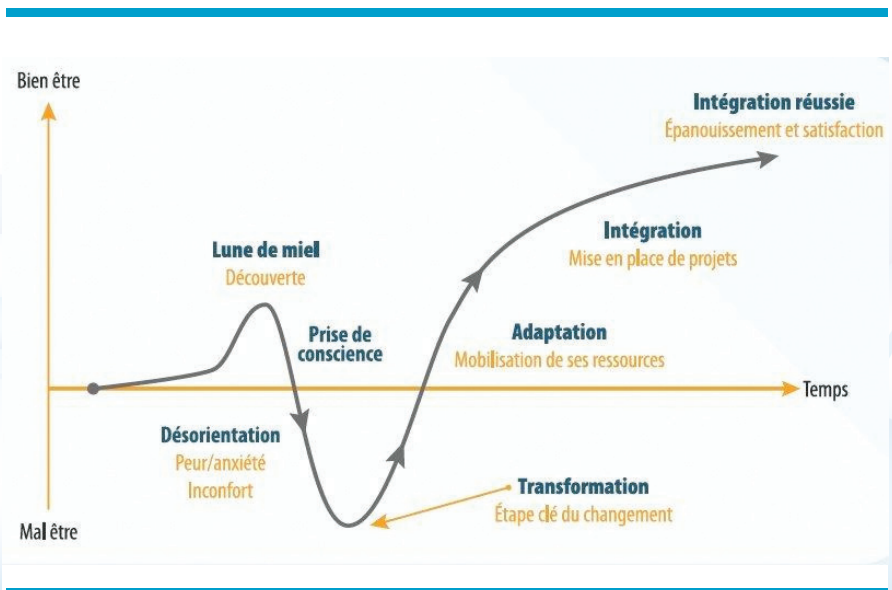 Bien être
Intégration réussie
Épanouissement et satisfaction
Intégration
Mise en place de projets
Lune de miel
Découverte
Prise de
conscience
Adaptation
Mobilisation de ses ressources
Temps
Désorientation
Peur/anxiété
Inconfort
Transformation
Étape clé du changement
Mal être